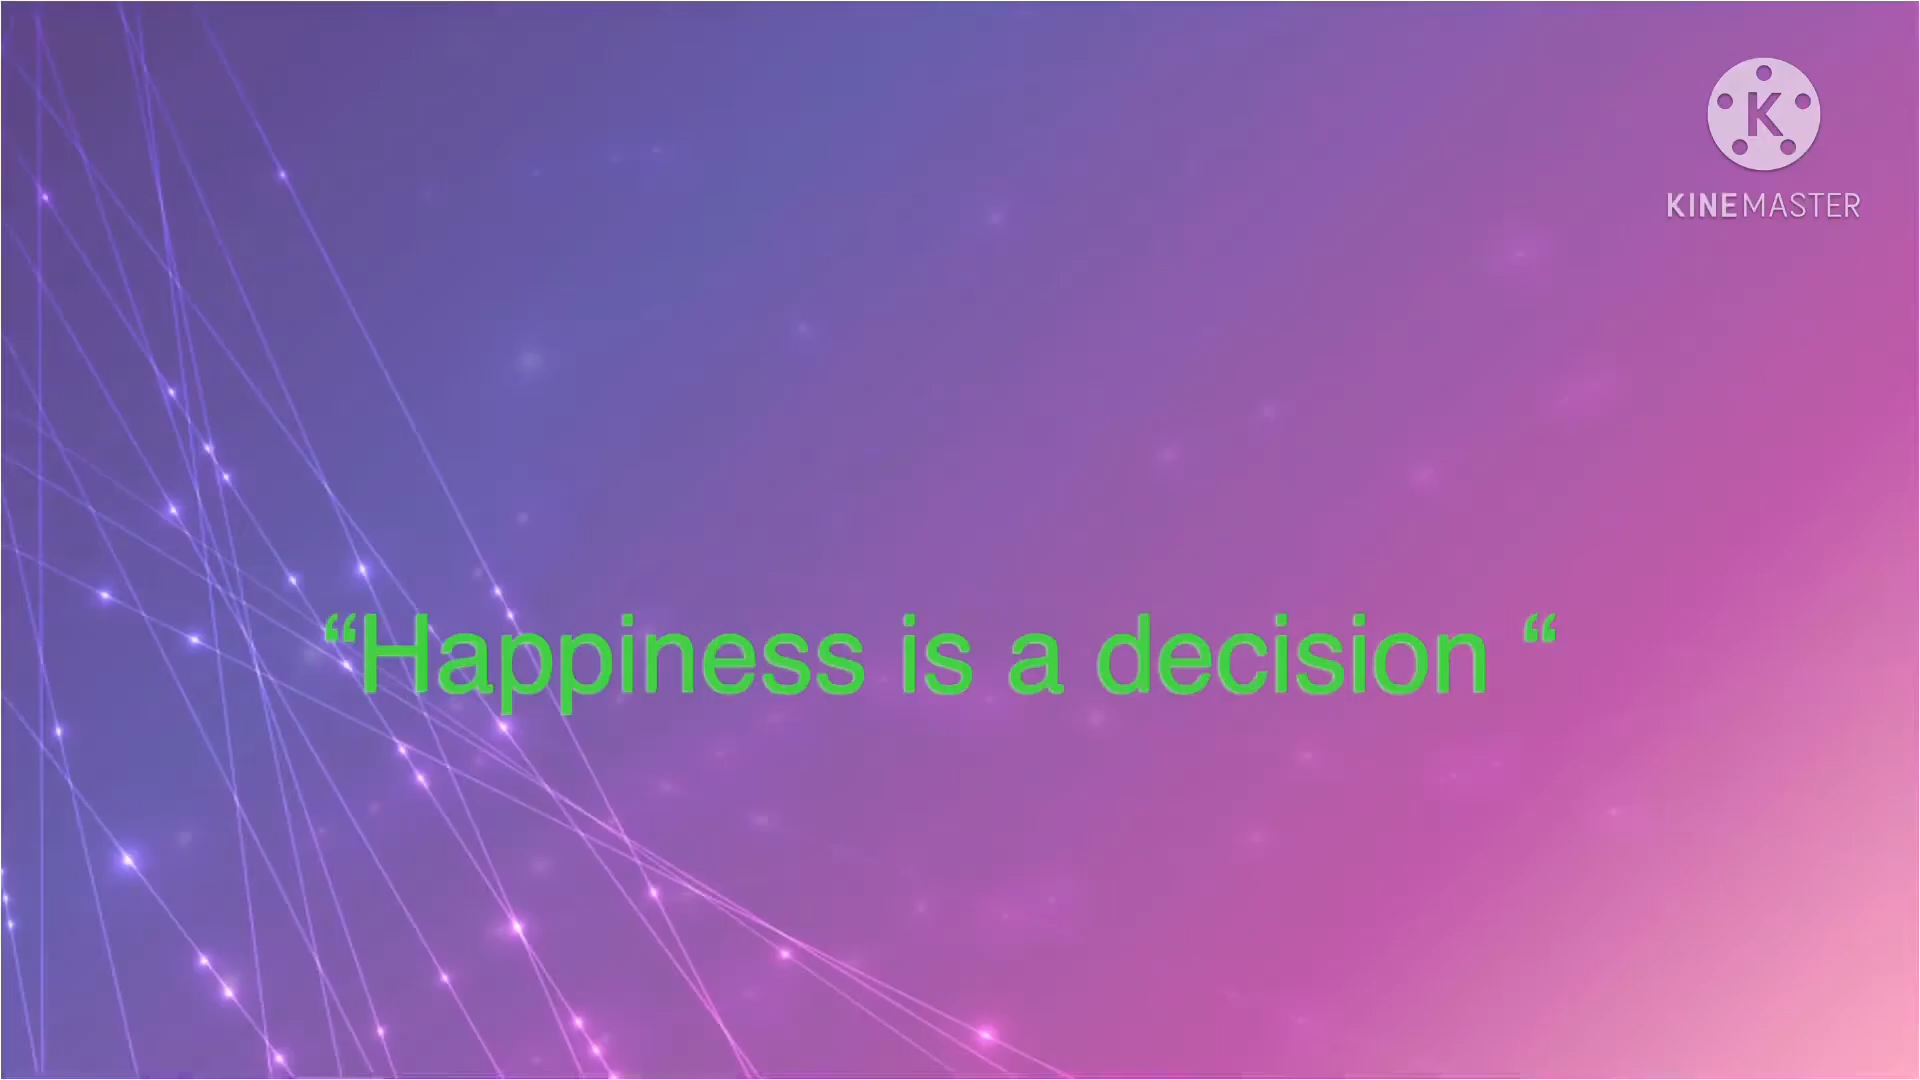 K
KINEMASTER
“Happiness is a decision “